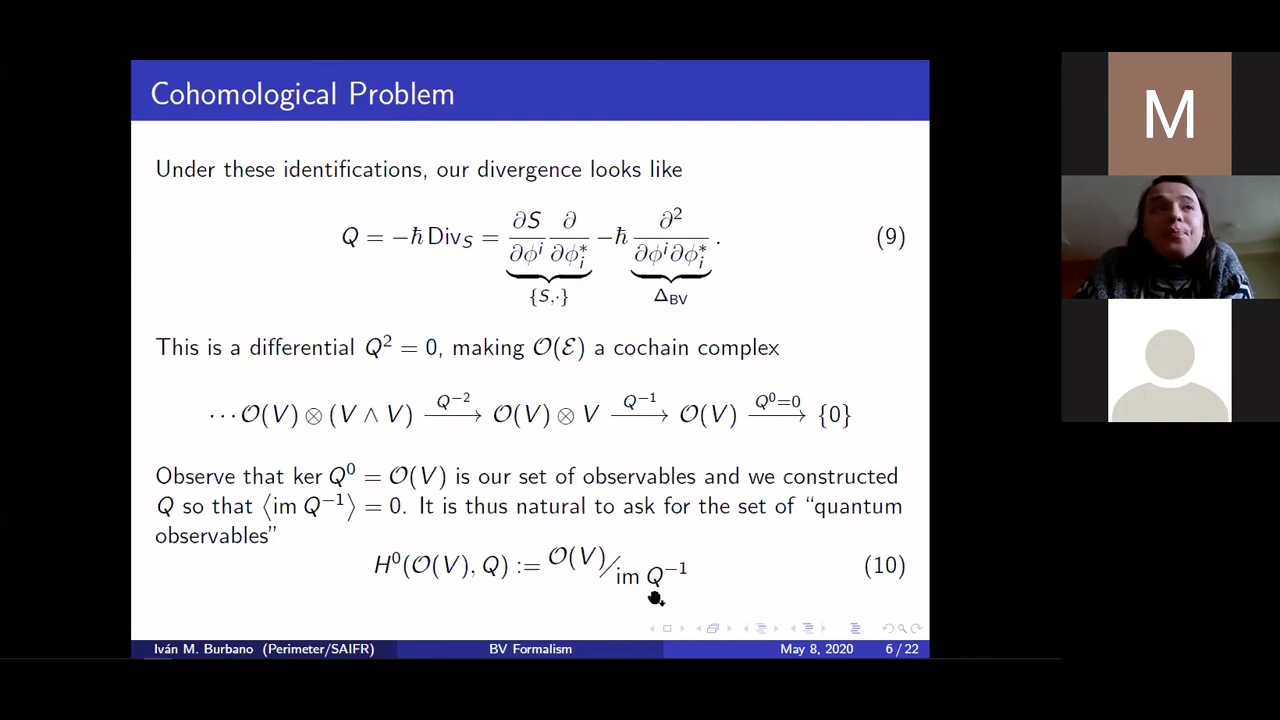 Cohomological Problem
Under these identifications, our divergence looks like
Q = −ℏ Div_S = ∂S/∂ϕ^i ∂/∂ϕ_i^* −ℏ ∂²/∂ϕ^i∂ϕ_i^* . (9)
{S,·} Δ_BV
This is a differential Q² = 0, making 𝒪(ℰ) a cochain complex
⋯ 𝒪(V) ⊗ (V ∧ V) —Q^{−2}→ 𝒪(V) ⊗ V —Q^{−1}→ 𝒪(V) —Q^0=0→ {0}
Observe that ker Q^0 = 𝒪(V) is our set of observables and we constructed
Q so that ⟨im Q^{−1}⟩ = 0. It is thus natural to ask for the set of “quantum
observables”
H^0(𝒪(V), Q) := 𝒪(V)/im Q^{−1} (10)
Iván M. Burbano (Perimeter/SAIFR) BV Formalism May 8, 2020 6 / 22
M